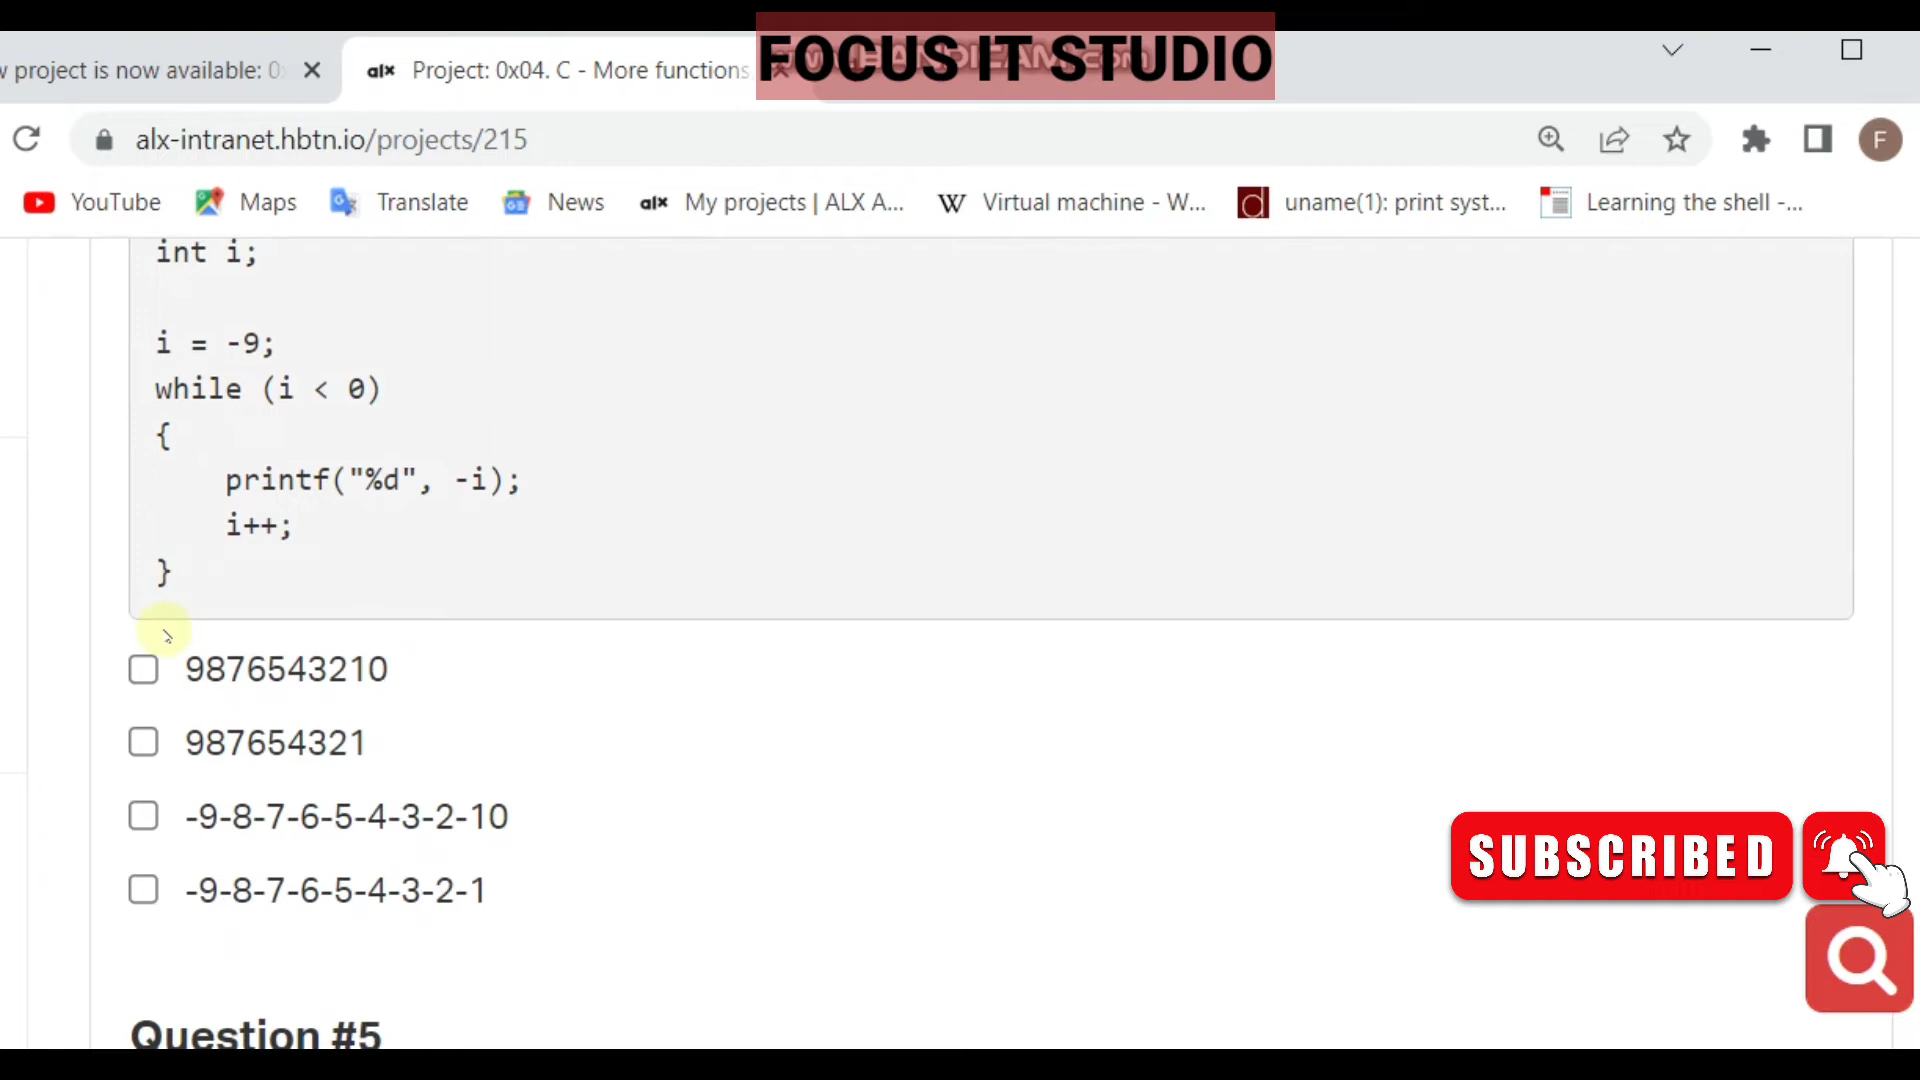 FOCUS IT STUDIO
w project is now available: 0
alx Project: 0x04. C - More functions
alx-intranet.hbtn.io/projects/215
F
YouTube Maps Translate News alx My projects | ALX A... W Virtual machine - W... uname(1): print syst... Learning the shell -...
int i;
i = -9;
while (i < 0)
{
printf("%d", -i);
i++;
}
9876543210
987654321
-9-8-7-6-5-4-3-2-10
-9-8-7-6-5-4-3-2-1
SUBSCRIBED
Question #5